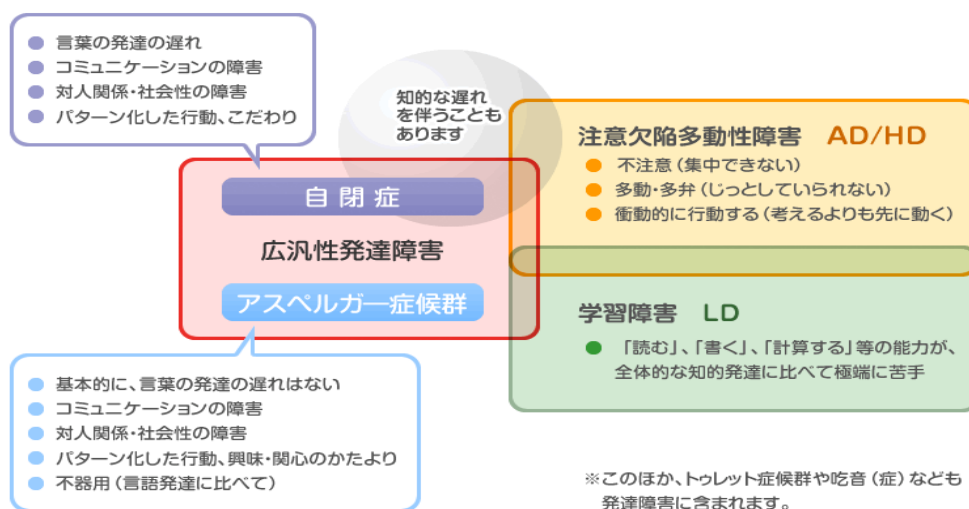 言葉の発達の遅れ
コミュニケーションの障害
対人関係・社会性の障害
パターン化した行動、こだわり
知的な遅れ
を伴うことも
あります
自閉症
広汎性発達障害
アスペルガー症候群
基本的に、言葉の発達の遅れはない
コミュニケーションの障害
対人関係・社会性の障害
パターン化した行動、興味・関心のかたより
不器用（言語発達に比べて）
注意欠陥多動性障害 AD/HD
不注意（集中できない）
多動・多弁（じっとしていられない）
衝動的に行動する（考えるよりも先に動く）
学習障害 LD
「読む」、「書く」、「計算する」等の能力が、
全体的な知的発達に比べて極端に苦手
※このほか、トゥレット症候群や吃音（症）なども
発達障害に含まれます。